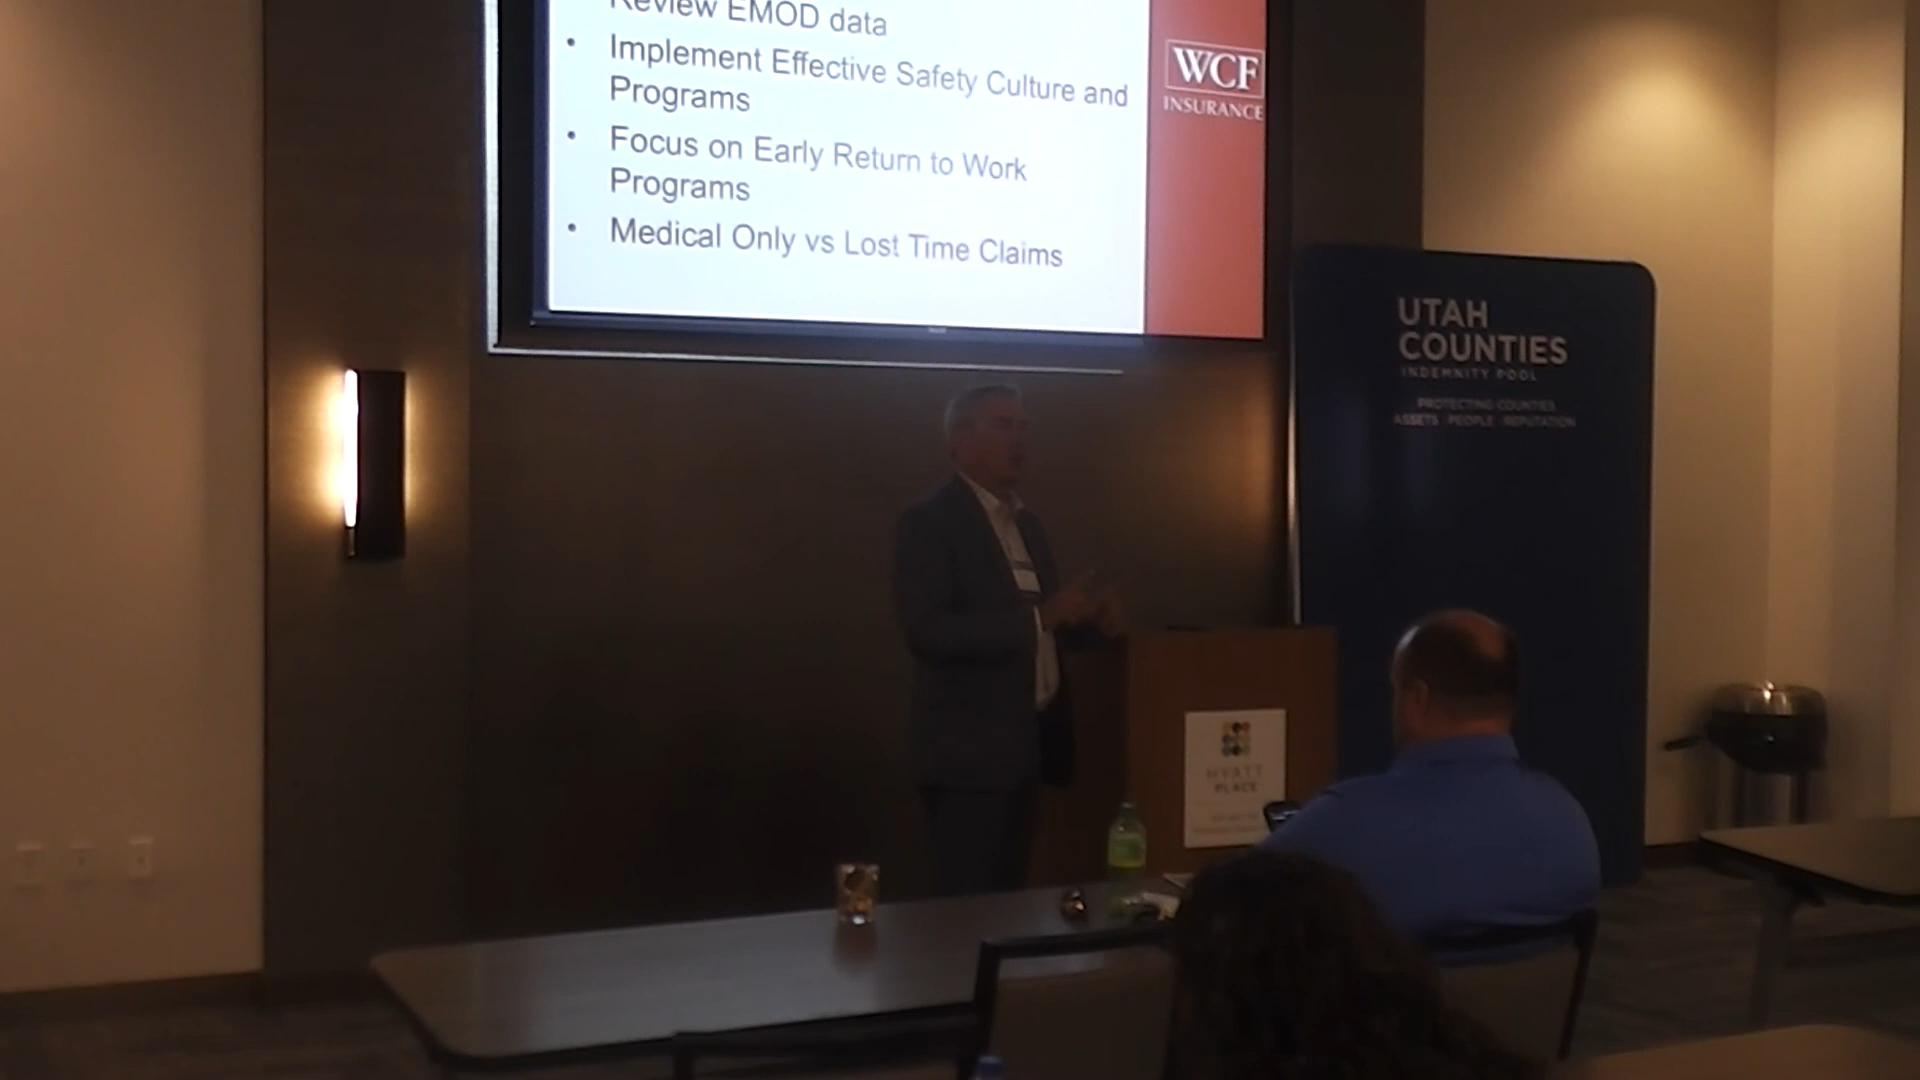 Review EMOD data
• Implement Effective Safety Culture and
Programs
• Focus on Early Return to Work
Programs
• Medical Only vs Lost Time Claims
WCF
INSURANCE
UTAH
COUNTIES
INDEMNITY POOL
PROTECTING COUNTIES
ASSETS PEOPLE REPUTATION
HYATT
PLACE